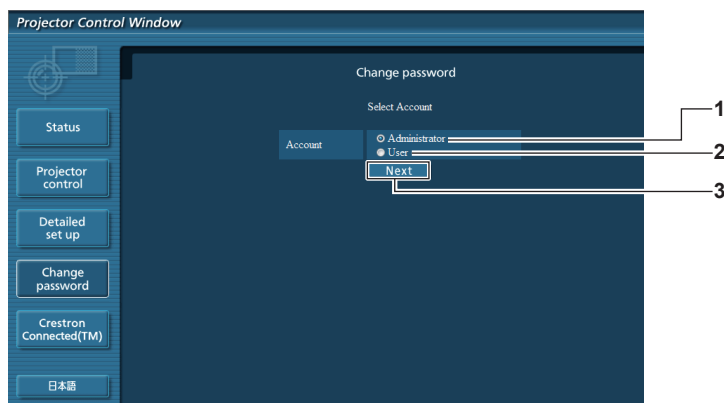 Projector Control Window
Change password
Select Account
Account
Administrator
User
Next
Status
Projector
control
Detailed
set up
Change
password
Crestron
Connected(TM)
日本語
1
2
3